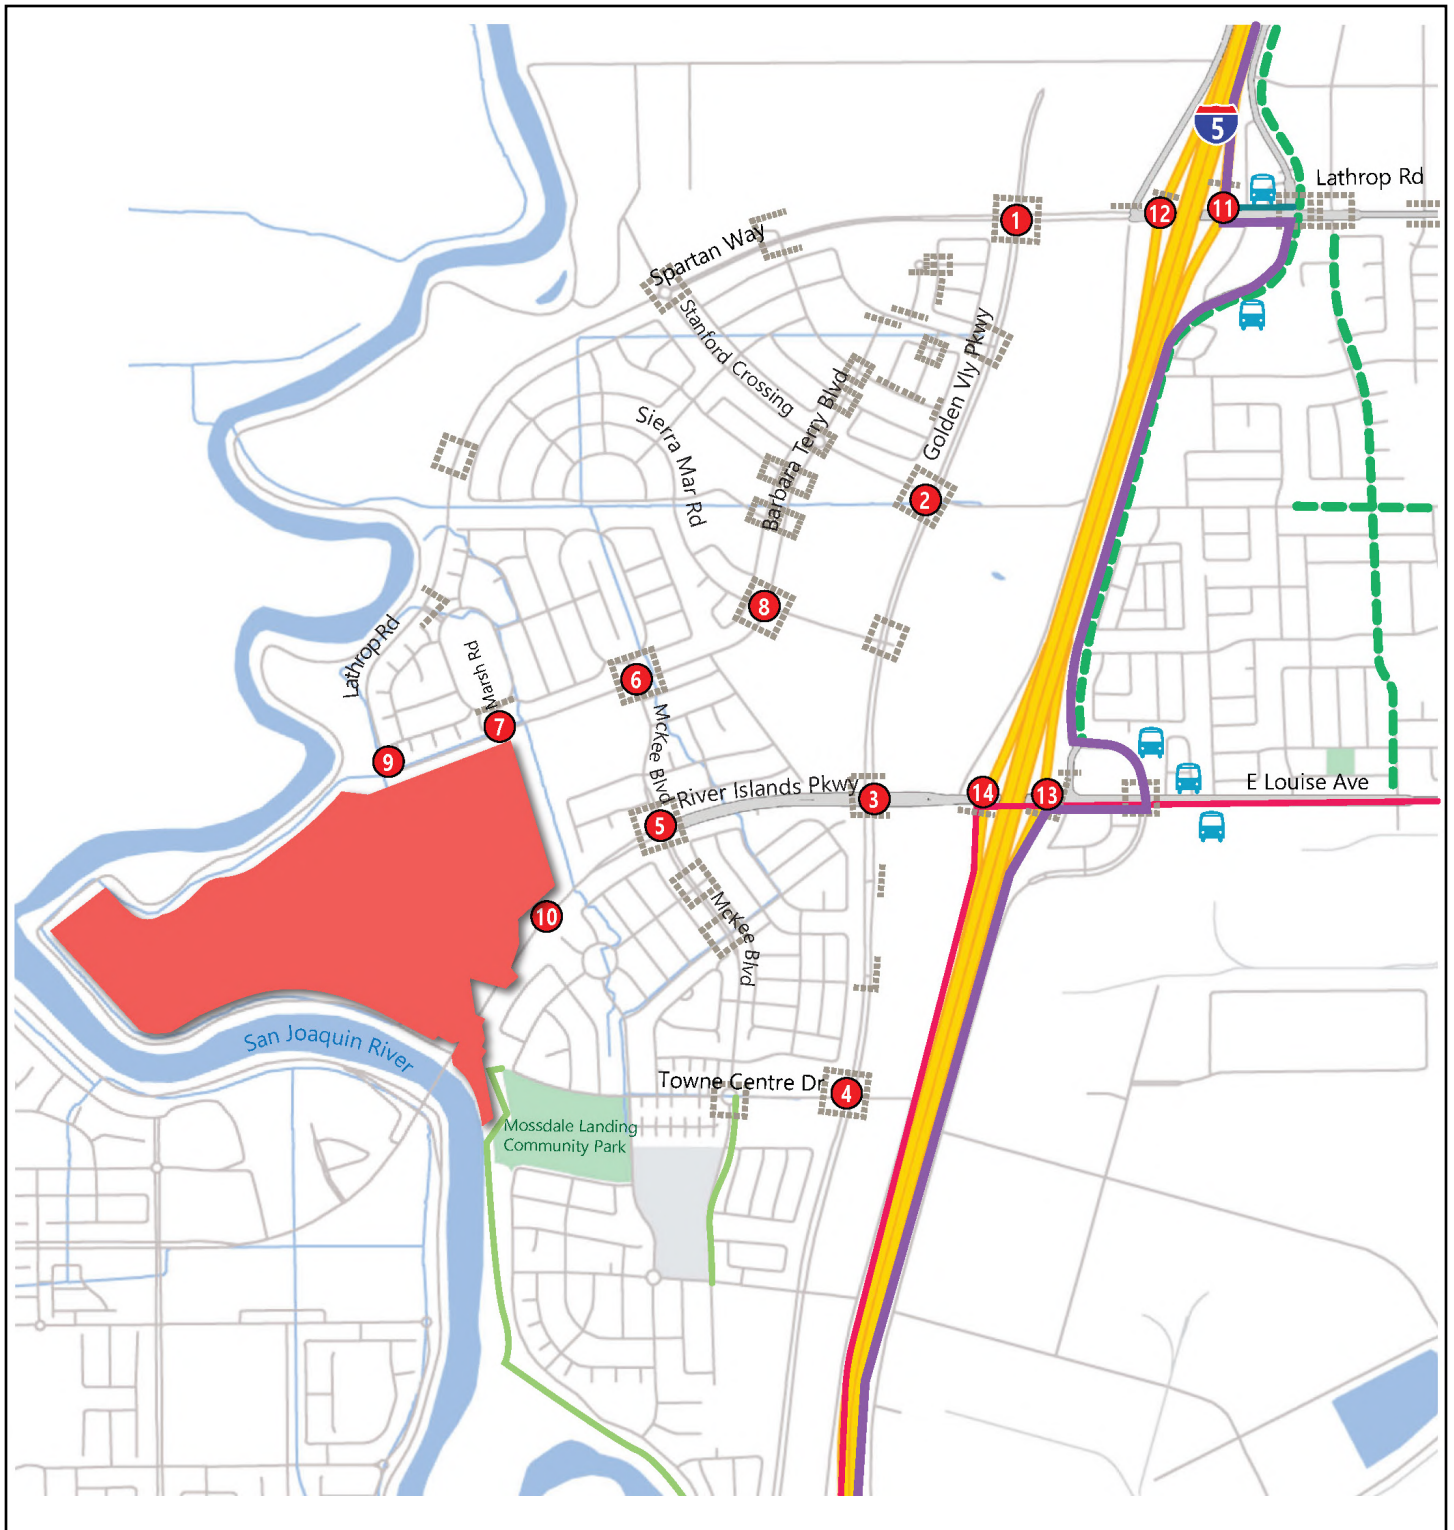 5
Lathrop Rd
12
11
1
Spartan Way
Stanford Crossing
Golden Vly Pkwy
Barbara Terry Blvd
Sierra Mar Rd
2
8
Lathrop Rd
Marsh Rd
6
7
McKee Blvd
9
River Islands Pkwy
3
14
13
E Louise Ave
5
McKee Blvd
10
San Joaquin River
Towne Centre Dr
4
Mossdale Landing
Community Park